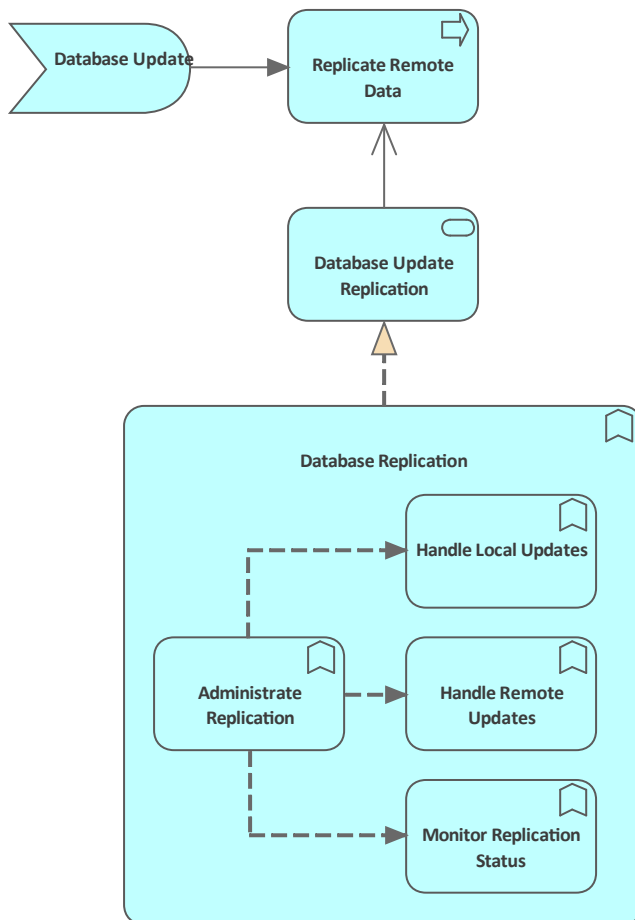 Database Update
Replicate Remote
Data
Database Update
Replication
Database Replication
Handle Local Updates
Administrate
Replication
Handle Remote
Updates
Monitor Replication
Status